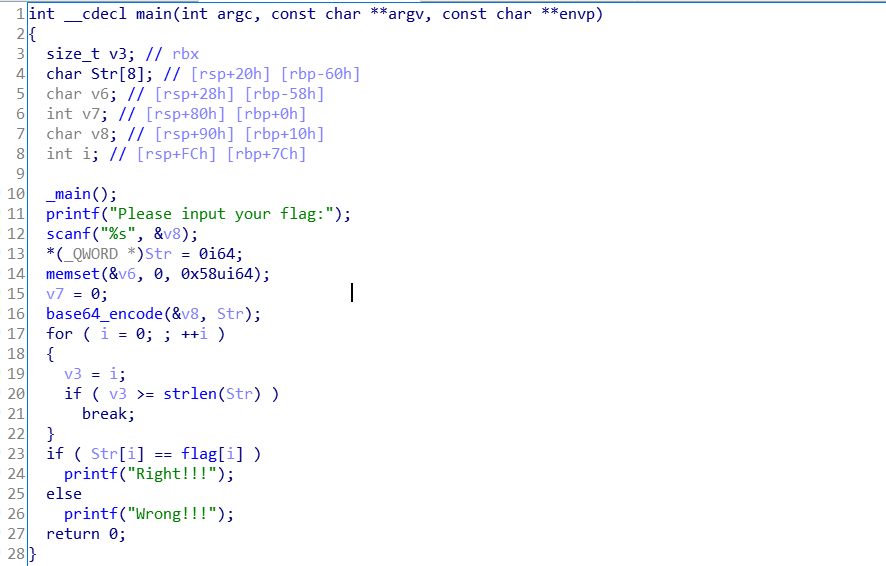 1 int __cdecl main(int argc, const char **argv, const char **envp)
2 {
3   size_t v3; // rbx
4   char Str[8]; // [rsp+20h] [rbp-60h]
5   char v6; // [rsp+28h] [rbp-58h]
6   int v7; // [rsp+80h] [rbp+0h]
7   char v8; // [rsp+90h] [rbp+10h]
8   int i; // [rsp+FCh] [rbp+7Ch]
9
10   _main();
11   printf("Please input your flag:");
12   scanf("%s", &v8);
13   *(_QWORD *)Str = 0i64;
14   memset(&v6, 0, 0x58ui64);
15   v7 = 0;
16   base64_encode(&v8, Str);
17   for ( i = 0; ; ++i )
18   {
19     v3 = i;
20     if ( v3 >= strlen(Str) )
21       break;
22   }
23   if ( Str[i] == flag[i] )
24     printf("Right!!!");
25   else
26     printf("Wrong!!!");
27   return 0;
28 }